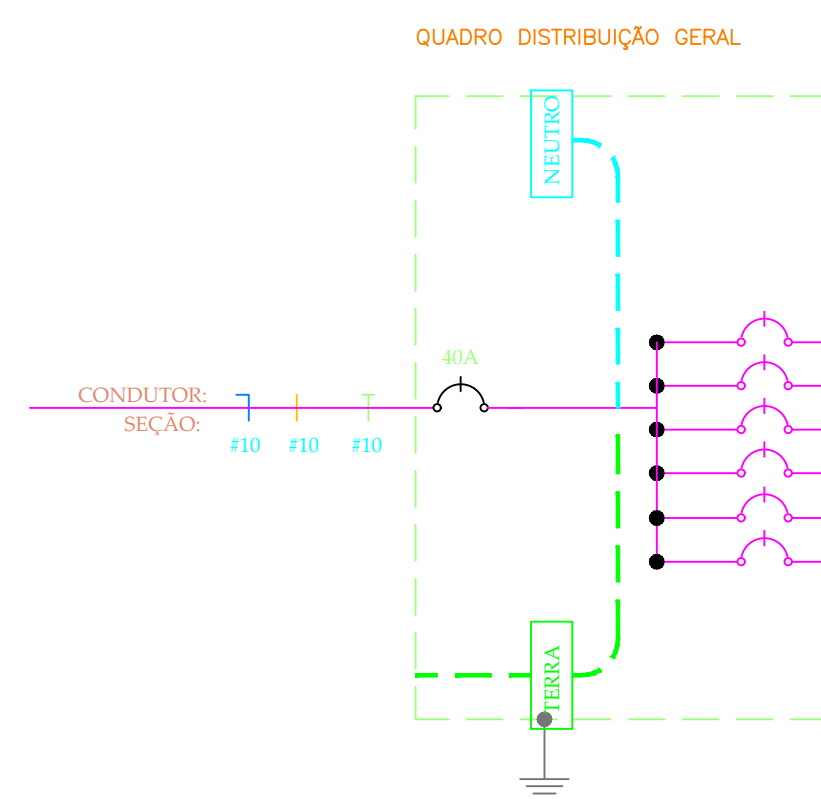 QUADRO DISTRIBUIÇÃO GERAL
NEUTRO
40A
CONDUTOR:
SEÇÃO:
#10 #10 #10
TERRA